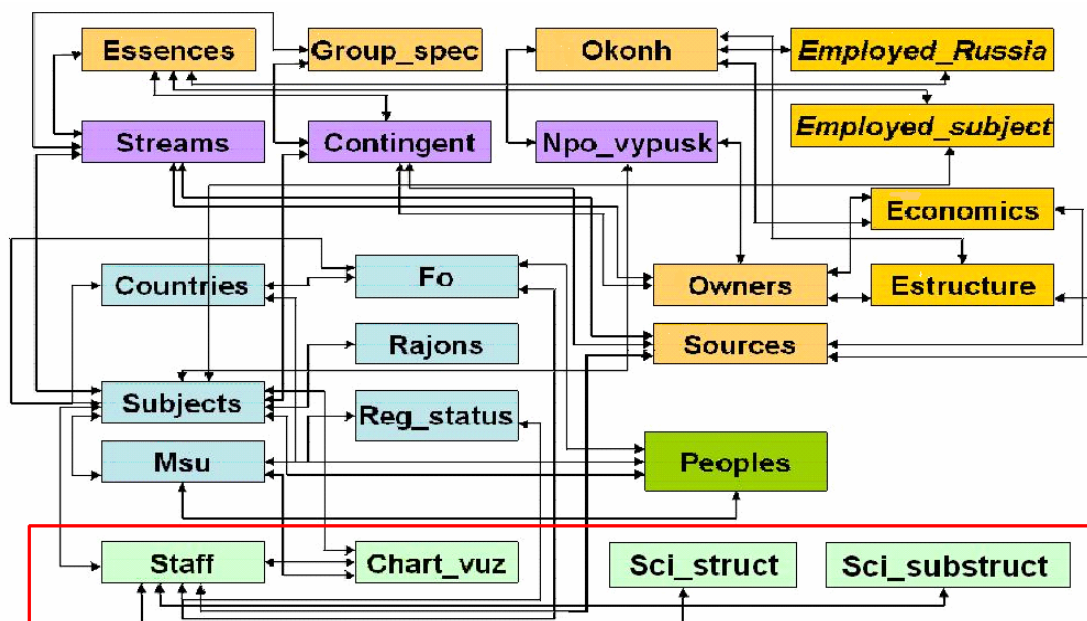 Essences
Group_spec
Okonh
Employed_Russia
Employed_subject
Streams
Contingent
Npo_vypusk
Economics
Countries
Fo
Owners
Estructure
Rajons
Sources
Subjects
Reg_status
Msu
Peoples
Staff
Chart_vuz
Sci_struct
Sci_substruct